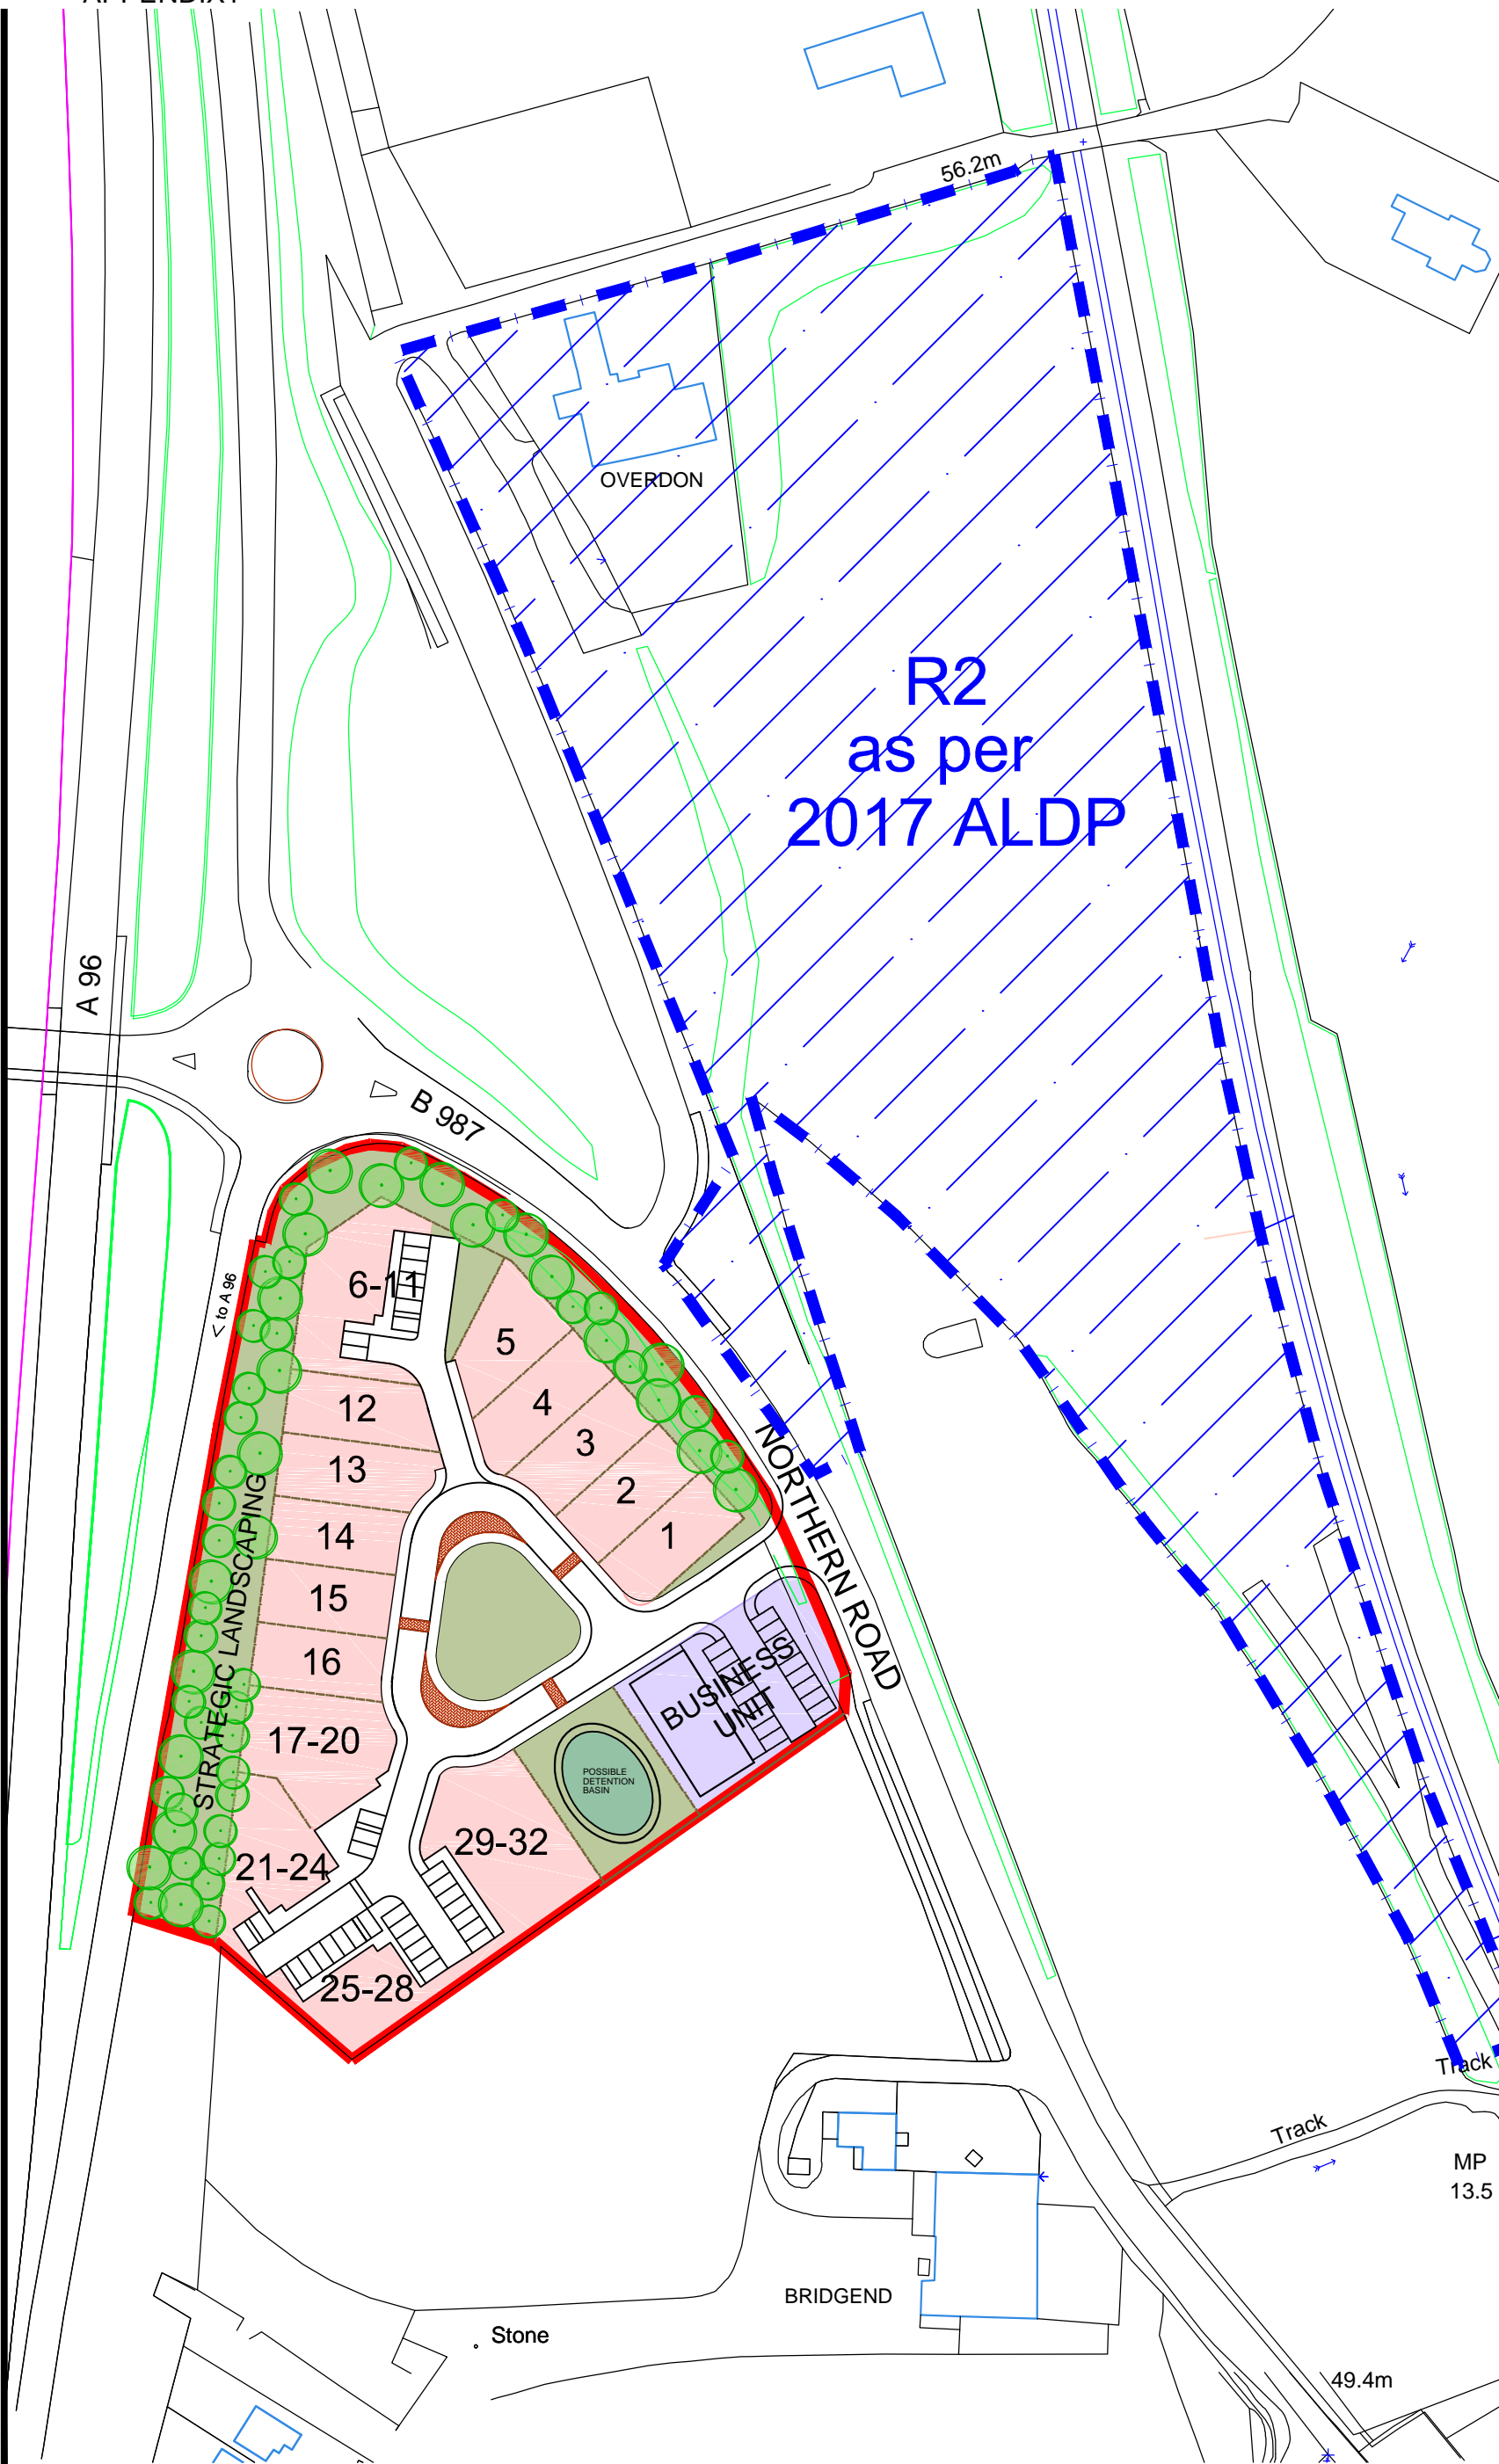 APPENDIX1
56.2m
OVERDON
R2
as per
2017 ALDP
A 96
B 987
< to A 96
6-11
5
4
3
2
1
12
13
14
15
16
17-20
21-24
25-28
29-32
STRATEGIC LANDSCAPING
NORTHERN ROAD
BUSINESS
UNIT
POSSIBLE
DETENTION
BASIN
Track
Track
MP
13.5
BRIDGEND
Stone
49.4m